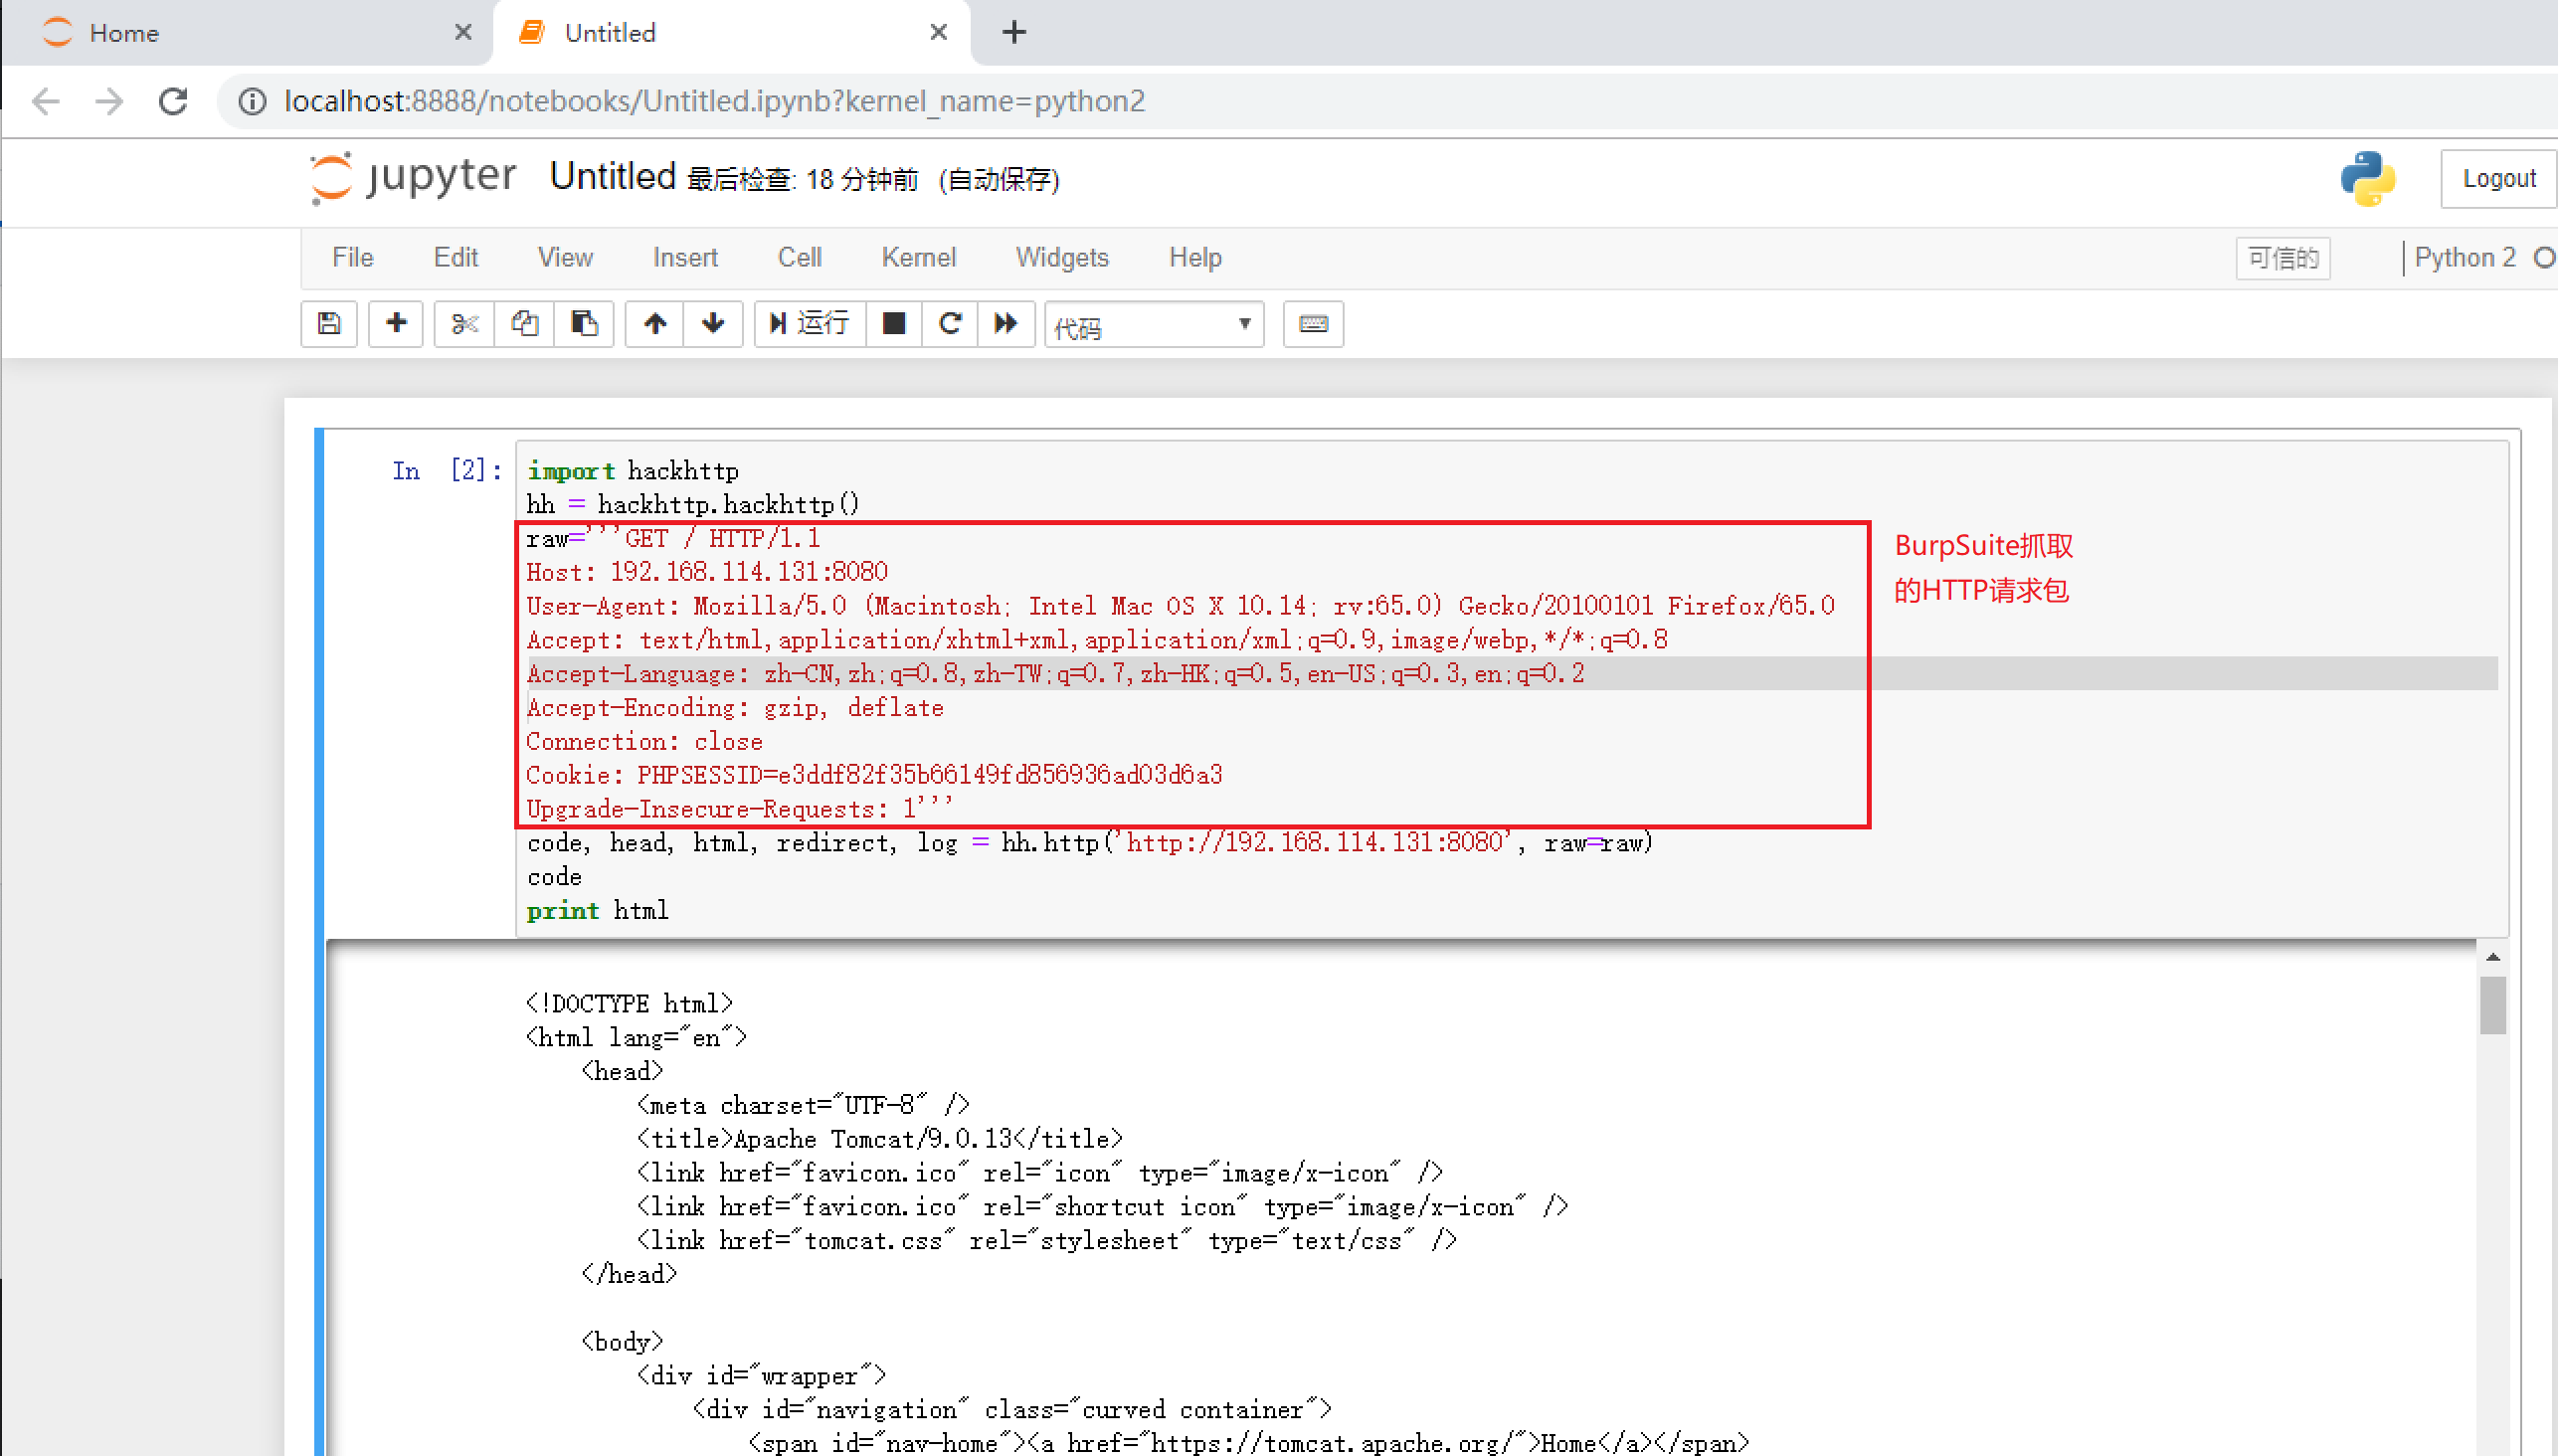 Home
Untitled
localhost:8888/notebooks/Untitled.ipynb?kernel_name=python2
jupyter Untitled 最后检查: 18 分钟前 (自动保存)
Logout
File Edit View Insert Cell Kernel Widgets Help
可信的
Python 2
运行
代码
In [2]:
import hackhttp
hh = hackhttp.hackhttp()
raw='''GET / HTTP/1.1
Host: 192.168.114.131:8080
User-Agent: Mozilla/5.0 (Macintosh; Intel Mac OS X 10.14; rv:65.0) Gecko/20100101 Firefox/65.0
Accept: text/html,application/xhtml+xml,application/xml;q=0.9,image/webp,*/*;q=0.8
Accept-Language: zh-CN,zh;q=0.8,zh-TW;q=0.7,zh-HK;q=0.5,en-US;q=0.3,en;q=0.2
Accept-Encoding: gzip, deflate
Connection: close
Cookie: PHPSESSID=e3ddf82f35b66149fd856936ad03d6a3
Upgrade-Insecure-Requests: 1'''
code, head, html, redirect, log = hh.http('http://192.168.114.131:8080', raw=raw)
code
print html
BurpSuite抓取
的HTTP请求包
<!DOCTYPE html>
<html lang="en">
<head>
<meta charset="UTF-8" />
<title>Apache Tomcat/9.0.13</title>
<link href="favicon.ico" rel="icon" type="image/x-icon" />
<link href="favicon.ico" rel="shortcut icon" type="image/x-icon" />
<link href="tomcat.css" rel="stylesheet" type="text/css" />
</head>
<body>
<div id="wrapper">
<div id="navigation" class="curved container">
<span id="nav-home"><a href="https://tomcat.apache.org/">Home</a></span>